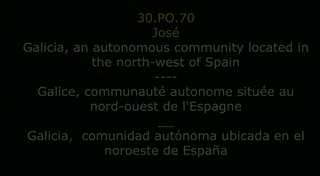 30.PO.70
José
Galicia, an autonomous community located in
the north-west of Spain
----
Galice, communauté autonome située au
nord-ouest de l'Espagne
__
Galicia, comunidad autónoma ubicada en el
noroeste de España